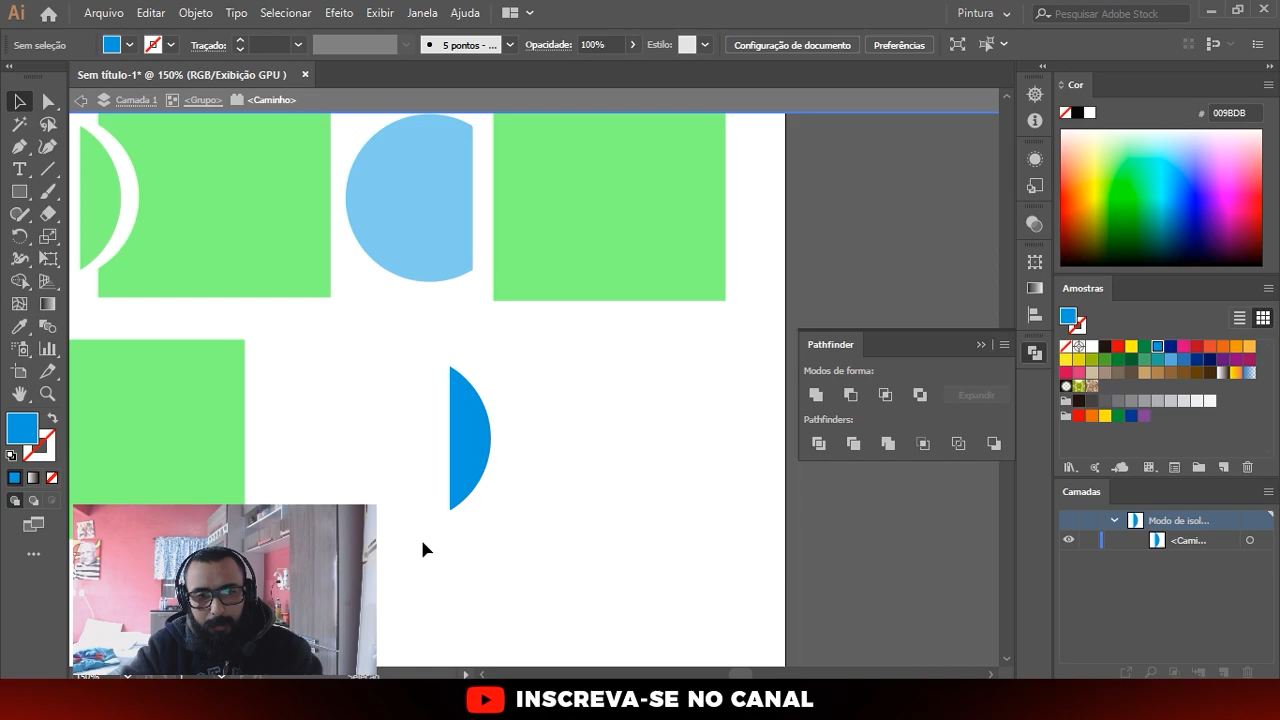 Ai Arquivo Editar Objeto Tipo Selecionar Efeito Exibir Janela Ajuda Pintura Pesquisar Adobe Stock
Sem seleção Traçado: 5 pontos - ... Opacidade: 100% Estilo: Configuração de documento Preferências
Sem título-1* @ 150% (RGB/Exibição GPU ) Cor
Camada 1 <Grupo> <Caminho>
# 009BDB
Amostras
Pathfinder
Modos de forma:
Expandir
Pathfinders:
Camadas
Modo de isol...
<Cami...
INSCREVA-SE NO CANAL